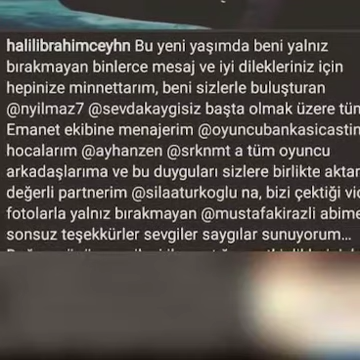 halilibrahimceyhn Bu yeni yaşımda beni yalnız
bırakmayan binlerce mesaj ve iyi dilekleriniz için
hepinize minnettarım, beni sizlerle buluşturan
@nyilmaz7 @sevdakaygisiz başta olmak üzere tüm
Emanet ekibine menajerim @oyuncubankasicastin
hocalarım @ayhanzen @srknmt a tüm oyuncu
arkadaşlarıma ve bu duyguları sizlere birlikte aktar
değerli partnerim @silaaturkoglu na, bizi çektiği vi
fotolarla yalnız bırakmayan @mustafakirazli abime
sonsuz teşekkürler sevgiler saygılar sunuyorum...